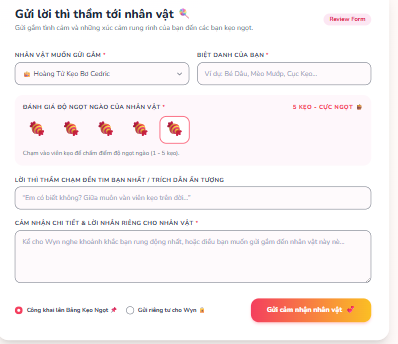 Gửi lời thì thầm tới nhân vật
Review Form
Gửi gắm tình cảm và những xúc cảm rung rinh của bạn đến các bạn kẹo ngọt.
NHÂN VẬT MUỐN GỬI GẮM *
BIỆT DANH CỦA BẠN *
Hoàng Tử Kẹo Bơ Cedric
Ví dụ: Bé Dâu, Mèo Mướp, Cục Kẹo...
ĐÁNH GIÁ ĐỘ NGỌT NGÀO CỦA NHÂN VẬT *
5 KẸO – CỰC NGỌT
Chạm vào viên kẹo để chấm điểm độ ngọt ngào (1 – 5 kẹo).
LỜI THÌ THẦM CHẠM ĐẾN TIM BẠN NHẤT / TRÍCH DẪN ẤN TƯỢNG
"Em có biết không? Giữa muôn vàn viên kẹo trên đời..."
CẢM NHẬN CHI TIẾT & LỜI NHẮN RIÊNG CHO NHÂN VẬT *
Kể cho Wyn nghe khoảnh khắc bạn rung động nhất, hoặc điều bạn muốn gửi gắm đến nhân vật này nè...
Công khai lên Bảng Kẹo Ngọt
Gửi riêng tư cho Wyn
Gửi cảm nhận nhân vật